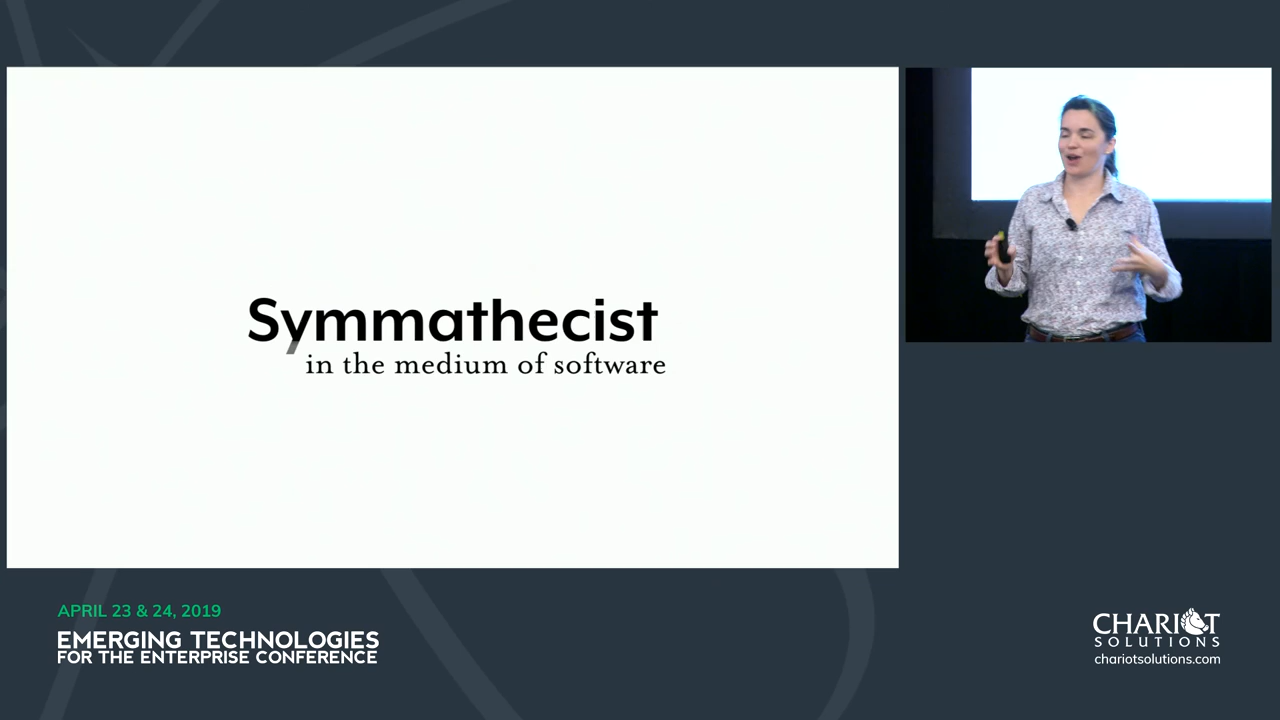 Symmathecist
in the medium of software
APRIL 23 & 24, 2019
EMERGING TECHNOLOGIES
FOR THE ENTERPRISE CONFERENCE
CHARIOT
SOLUTIONS
chariotsolutions.com